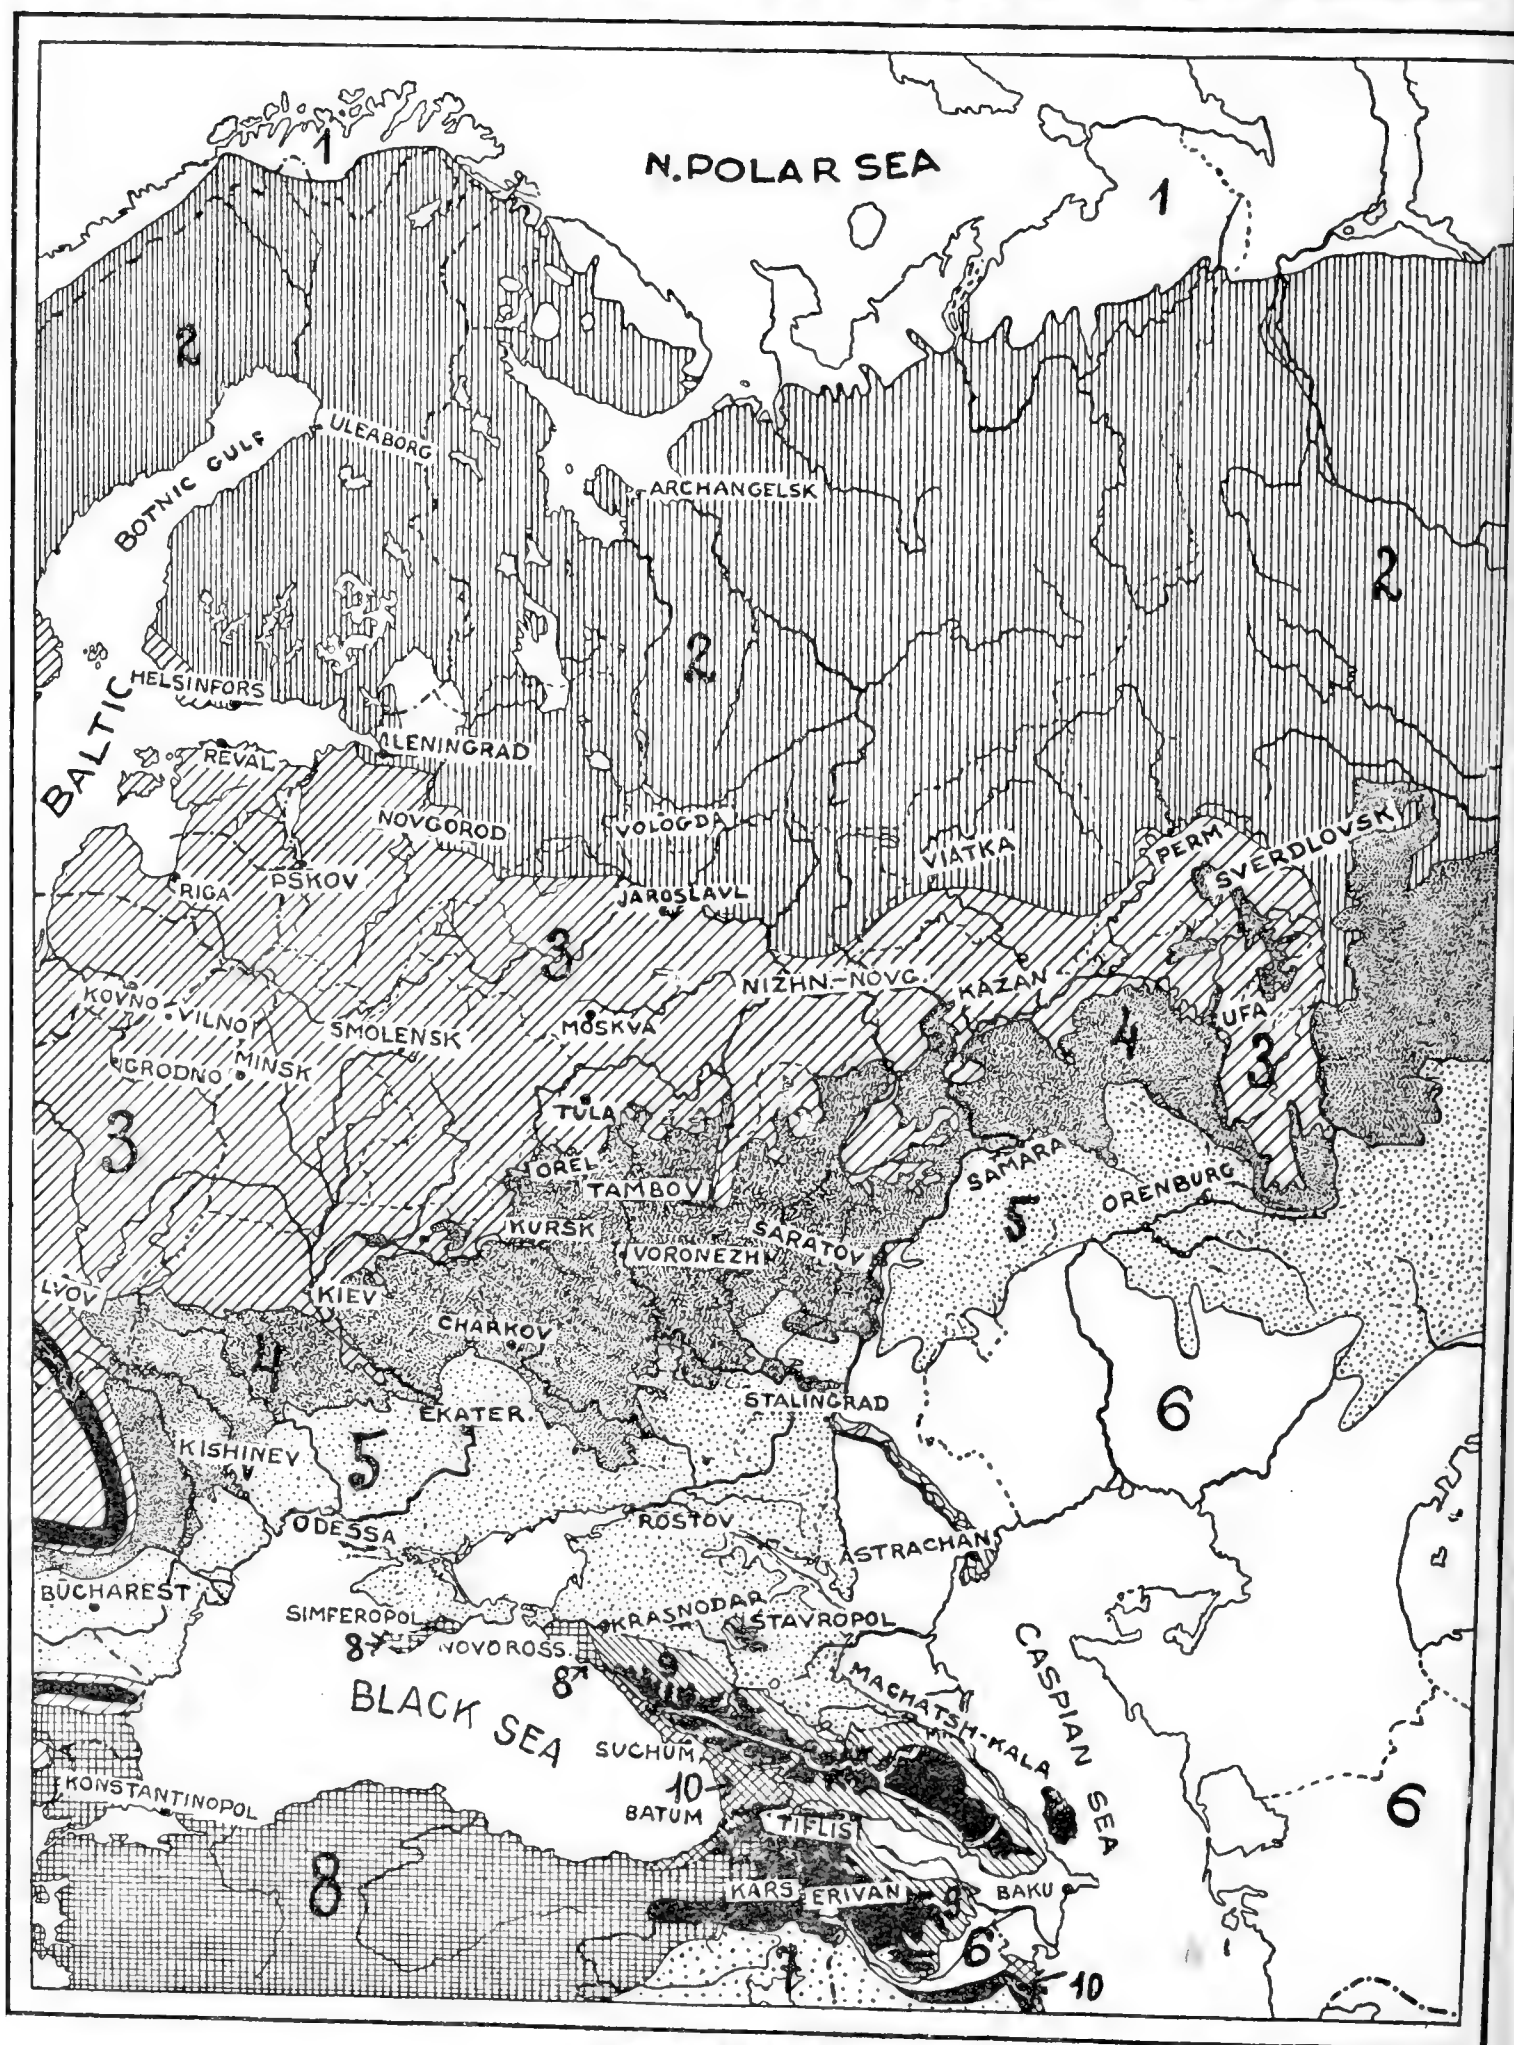 1
N. POLAR SEA
1
2
ULEABORG
BOTNIC GULF
ARCHANGELSK
2
2
HELSINFORS
BALTIC
LENINGRAD
REVAL
NOVGOROD
VOLOGDA
VIATKA
PERM
SVERDLOVSK
RIGA
PSKOV
JAROSLAVL
3
NIZHN.-NOVG.
KAZAN
KOVNO
VILNO
SMOLENSK
MOSKVA
UFA
4
3
GRODNO
MINSK
TULA
3
OREL
TAMBOV
SAMARA
ORENBURG
5
KURSK
VORONEZH
SARATOV
LVOV
KIEV
CHARKOV
4
STALINGRAD
6
EKATER.
KISHINEV
5
ODESSA
ROSTOV
ASTRACHAN
BUCHAREST
SIMFEROPOL
KRASNODAR
STAVROPOL
8
NOVOROSS.
8
9
MACHATSH-KALA
CASPIAN SEA
BLACK SEA
SUCHUM
10
BATUM
KONSTANTINOPOL
TIFLIS
6
8
KARS
ERIVAN
9
BAKU
6
10